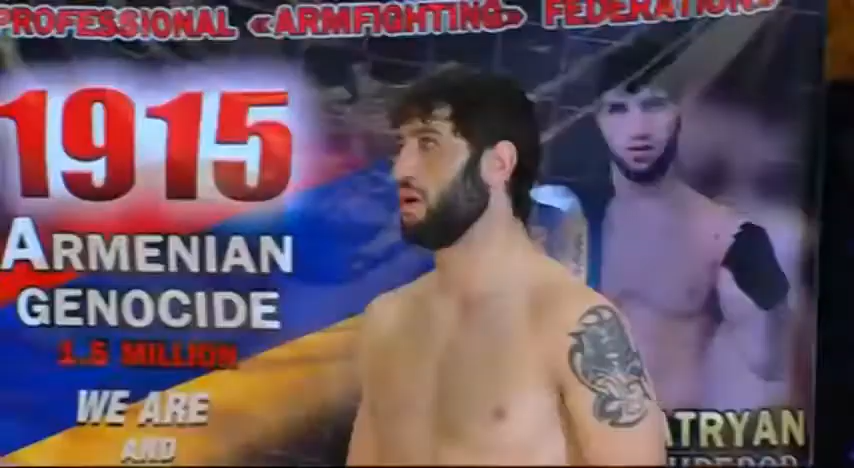 PROFESSIONAL «ARMFIGHTING» FEDERATION
1915
ARMENIAN
GENOCIDE
1.5 MILLION
WE ARE
AND
ATRYAN